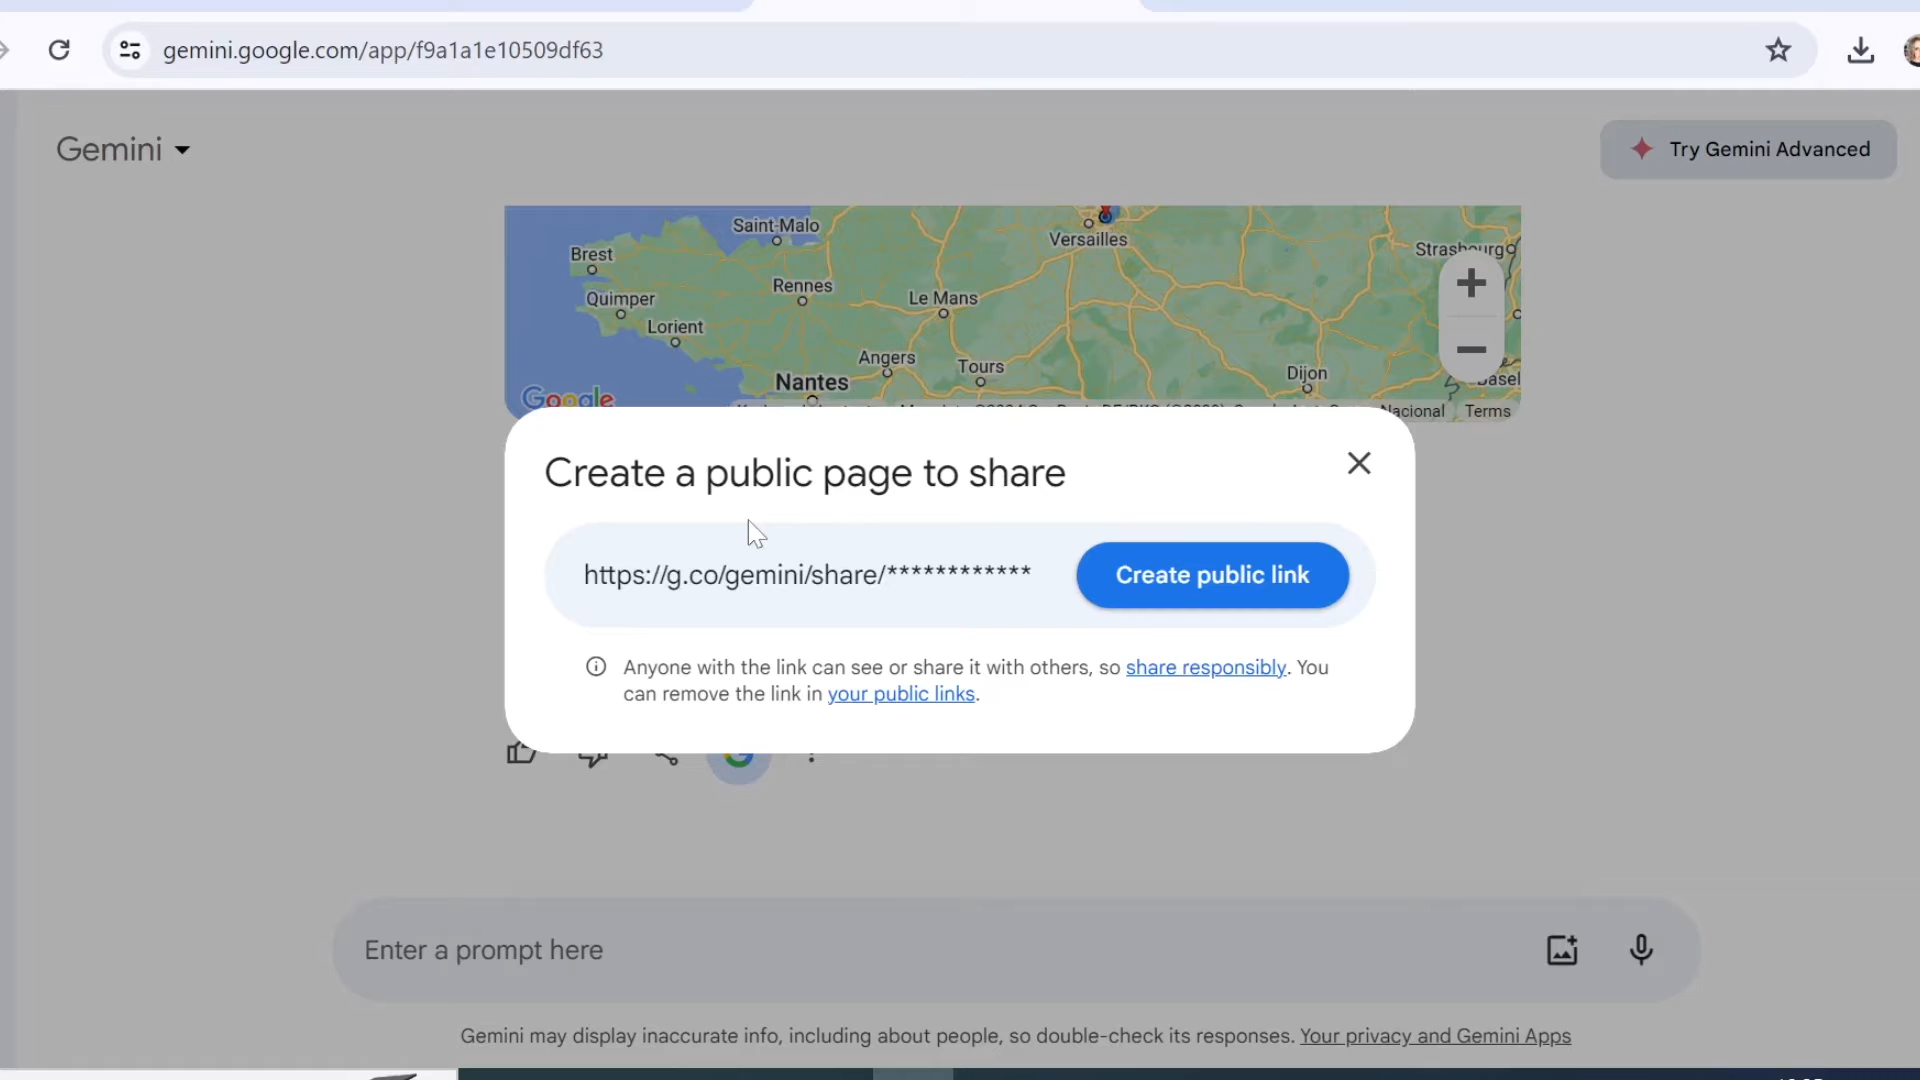 gemini.google.com/app/f9a1a1e10509df63
Gemini
Try Gemini Advanced
Saint-Malo
Versailles
Brest
Strasbourg
Rennes
Quimper
Le Mans
Lorient
Angers
Tours
Nantes
Dijon
Basel
Google
Nacional
Terms
Create a public page to share
https://g.co/gemini/share/************
Create public link
Anyone with the link can see or share it with others, so share responsibly. You
can remove the link in your public links.
Enter a prompt here
Gemini may display inaccurate info, including about people, so double-check its responses. Your privacy and Gemini Apps